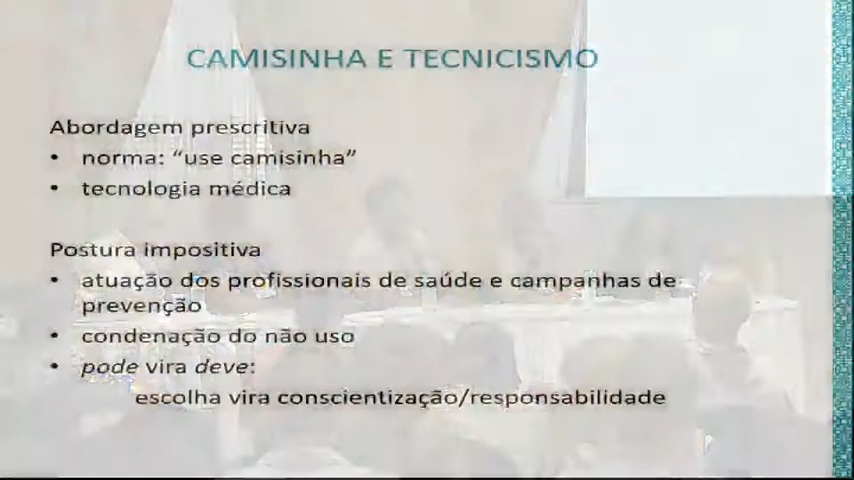 CAMISINHA E TECNICISMO
Abordagem prescritiva
• norma: “use camisinha”
• tecnologia médica
Postura impositiva
• atuação dos profissionais de saúde e campanhas de
prevenção
• condenação do não uso
• pode vira deve:
escolha vira conscientização/responsabilidade